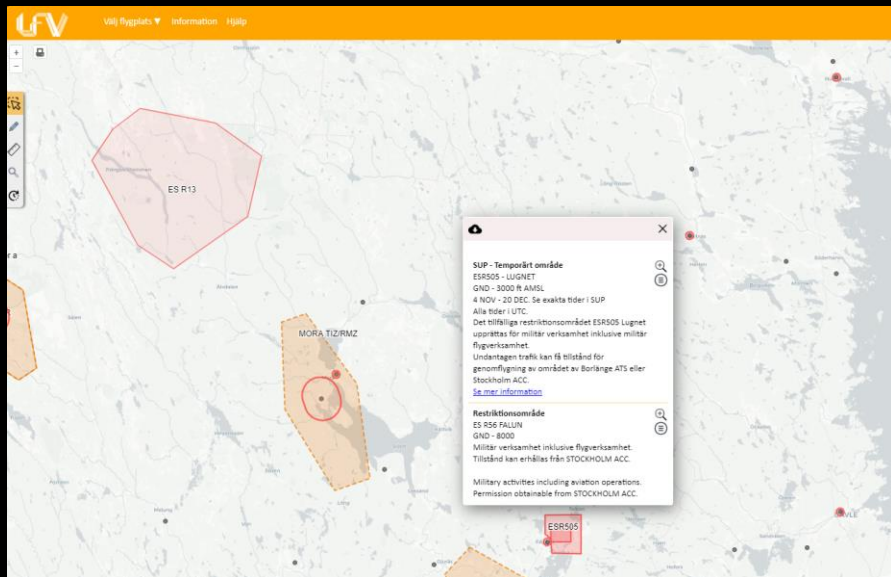 LFV
Välj flygplats ▼ Information Hjälp
+
−
ES R13
MORA TIZ/RMZ
SUP - Temporärt område
ESR505 - LUGNET
GND - 3000 ft AMSL
4 NOV - 20 DEC. Se exakta tider i SUP
Alla tider i UTC.
Det tillfälliga restriktionsområdet ESR505 Lugnet
upprättas för militär verksamhet inklusive militär
flygverksamhet.
Undantagen trafik kan få tillstånd för
genomflygning av området av Borlänge ATS eller
Stockholm ACC.
Se mer information
Restriktionsområde
ES R56 FALUN
GND - 8000
Militär verksamhet inklusive flygverksamhet.
Tillstånd kan erhållas från STOCKHOLM ACC.
Military activities including aviation operations.
Permission obtainable from STOCKHOLM ACC.
ESR505